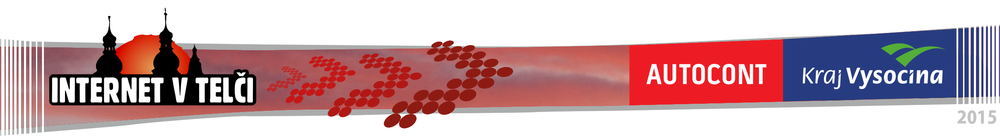 INTERNET V TELČI
AUTOCONT
Kraj Vysočina
2015